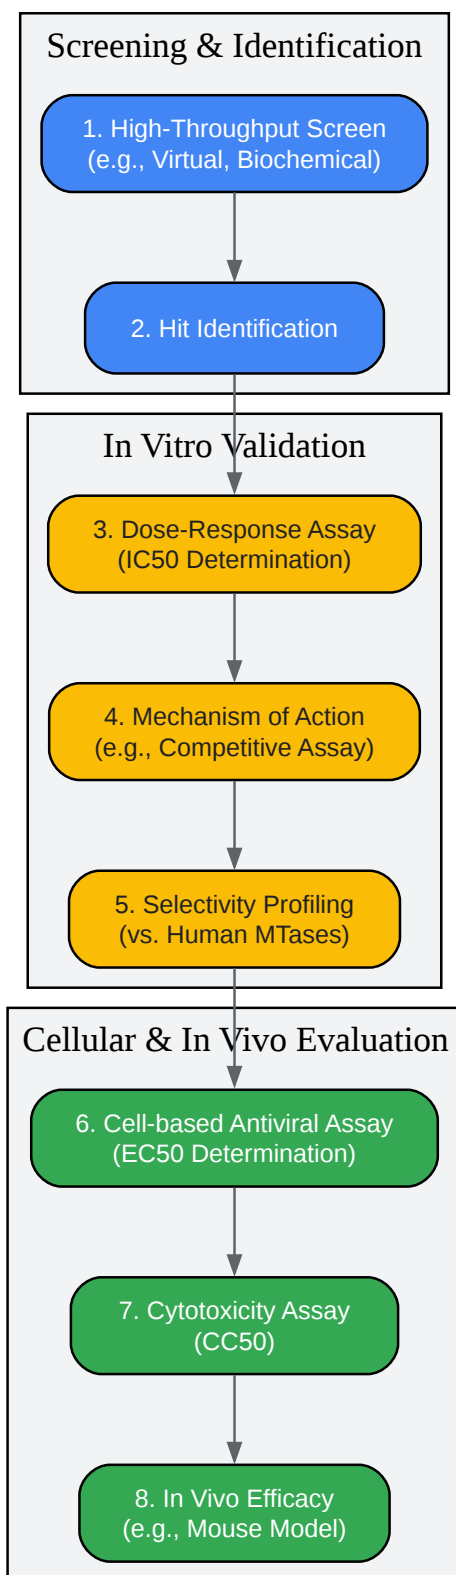 Screening & Identification
1. High-Throughput Screen
(e.g., Virtual, Biochemical)
2. Hit Identification
In Vitro Validation
3. Dose-Response Assay
(IC50 Determination)
4. Mechanism of Action
(e.g., Competitive Assay)
5. Selectivity Profiling
(vs. Human MTases)
Cellular & In Vivo Evaluation
6. Cell-based Antiviral Assay
(EC50 Determination)
7. Cytotoxicity Assay
(CC50)
8. In Vivo Efficacy
(e.g., Mouse Model)